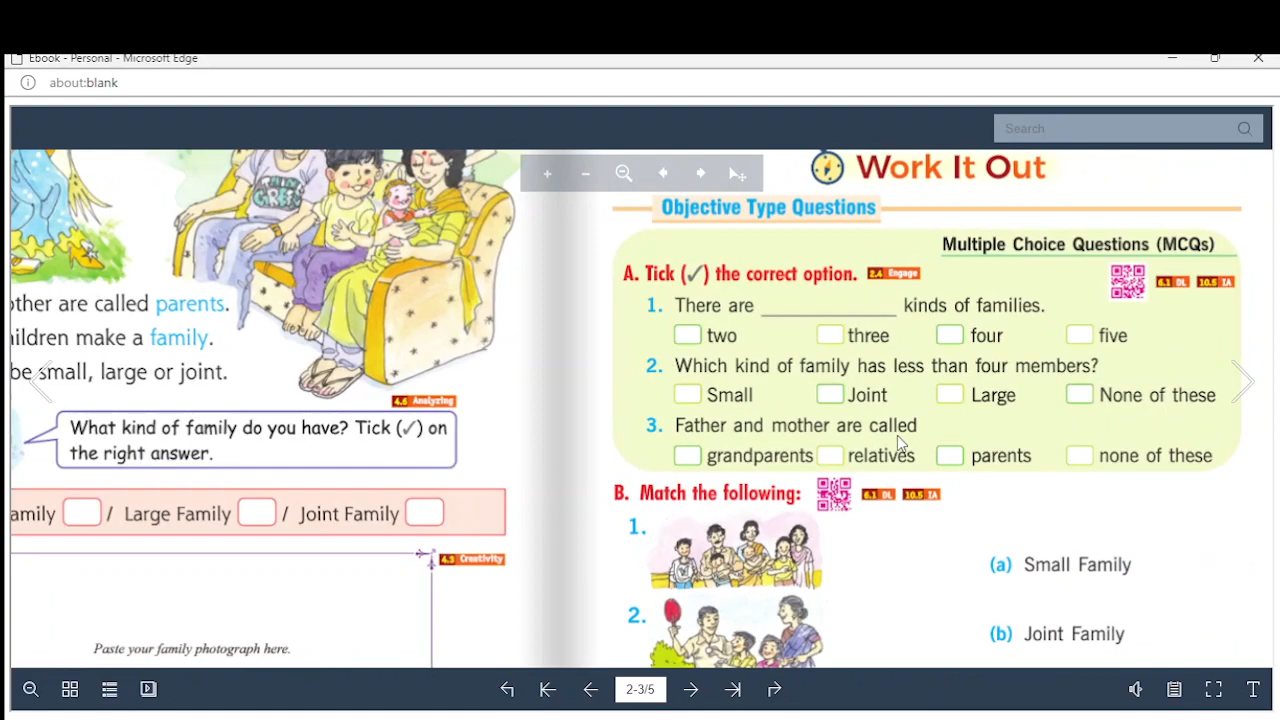 Ebook - Personal - Microsoft Edge
about:blank
Search
THINK GREEN
other are called parents.
ildren make a family.
be small, large or joint.
4.6 Analyzing
What kind of family do you have? Tick (✓) on
the right answer.
amily / Large Family / Joint Family
4.3 Creativity
Paste your family photograph here.
Work It Out
Objective Type Questions
Multiple Choice Questions (MCQs)
A. Tick (✓) the correct option. 2.4 Engage 6.1 DL 10.5 IA
1. There are ______________ kinds of families.
two three four five
2. Which kind of family has less than four members?
Small Joint Large None of these
3. Father and mother are called
grandparents relatives parents none of these
B. Match the following: 6.1 DL 10.5 IA
1.
(a) Small Family
2.
(b) Joint Family
2-3/5